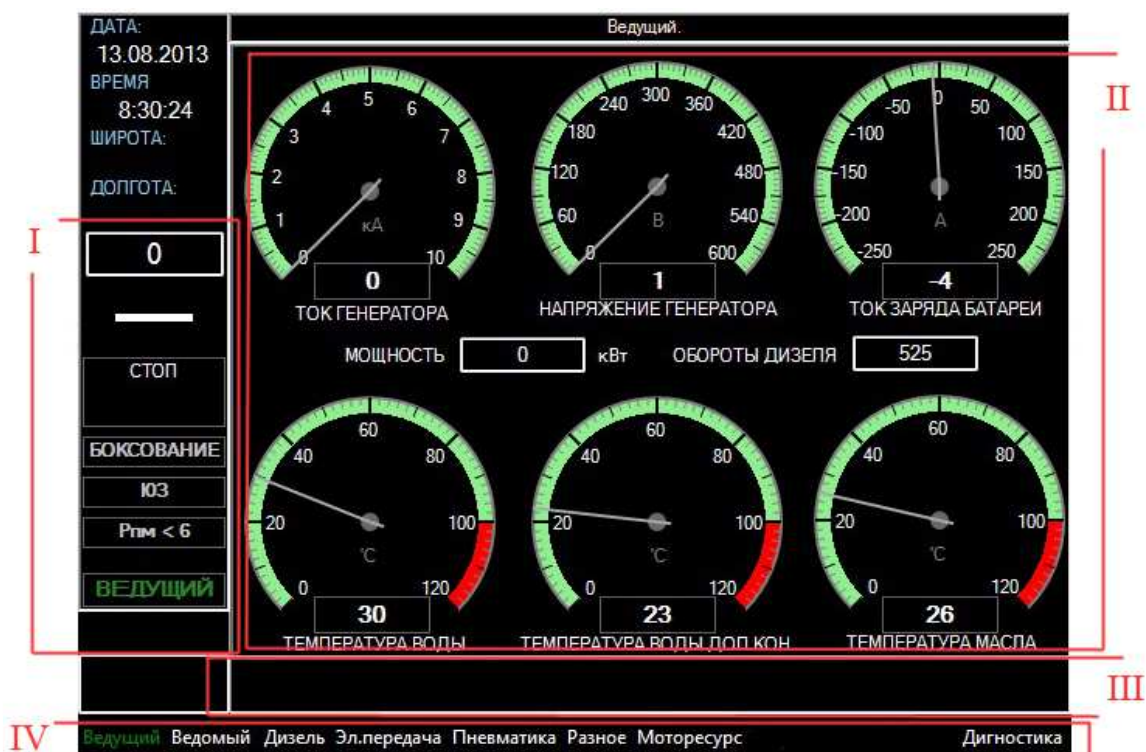 ДАТА:
13.08.2013
ВРЕМЯ
8:30:24
ШИРОТА:
ДОЛГОТА:
I
0
СТОП
БОКСОВАНИЕ
ЮЗ
Рпм < 6
ВЕДУЩИЙ
Ведущий.
II
0 1 2 3 4 5 6 7 8 9 10
кА
0
ТОК ГЕНЕРАТОРА
0 60 120 180 240 300 360 420 480 540 600
В
1
НАПРЯЖЕНИЕ ГЕНЕРАТОРА
-250 -200 -150 -100 -50 0 50 100 150 200 250
А
-4
ТОК ЗАРЯДА БАТАРЕИ
МОЩНОСТЬ 0 кВт ОБОРОТЫ ДИЗЕЛЯ 525
0 20 40 60 80 100 120
°С
30
ТЕМПЕРАТУРА ВОДЫ
0 20 40 60 80 100 120
°С
23
ТЕМПЕРАТУРА ВОДЫ ДОП КОН
0 20 40 60 80 100 120
°С
26
ТЕМПЕРАТУРА МАСЛА
III
IV
Ведущий Ведомый Дизель Эл.передача Пневматика Разное Моторесурс Дигностика